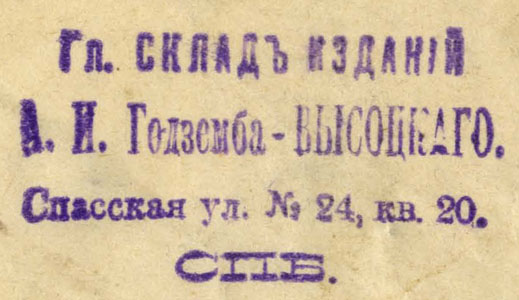 Гл. СКЛАДЪ ИЗДАНІЙ
А. И. Годземба-ВЫСОЦКАГО.
Спасская ул. № 24, кв. 20.
СПБ.